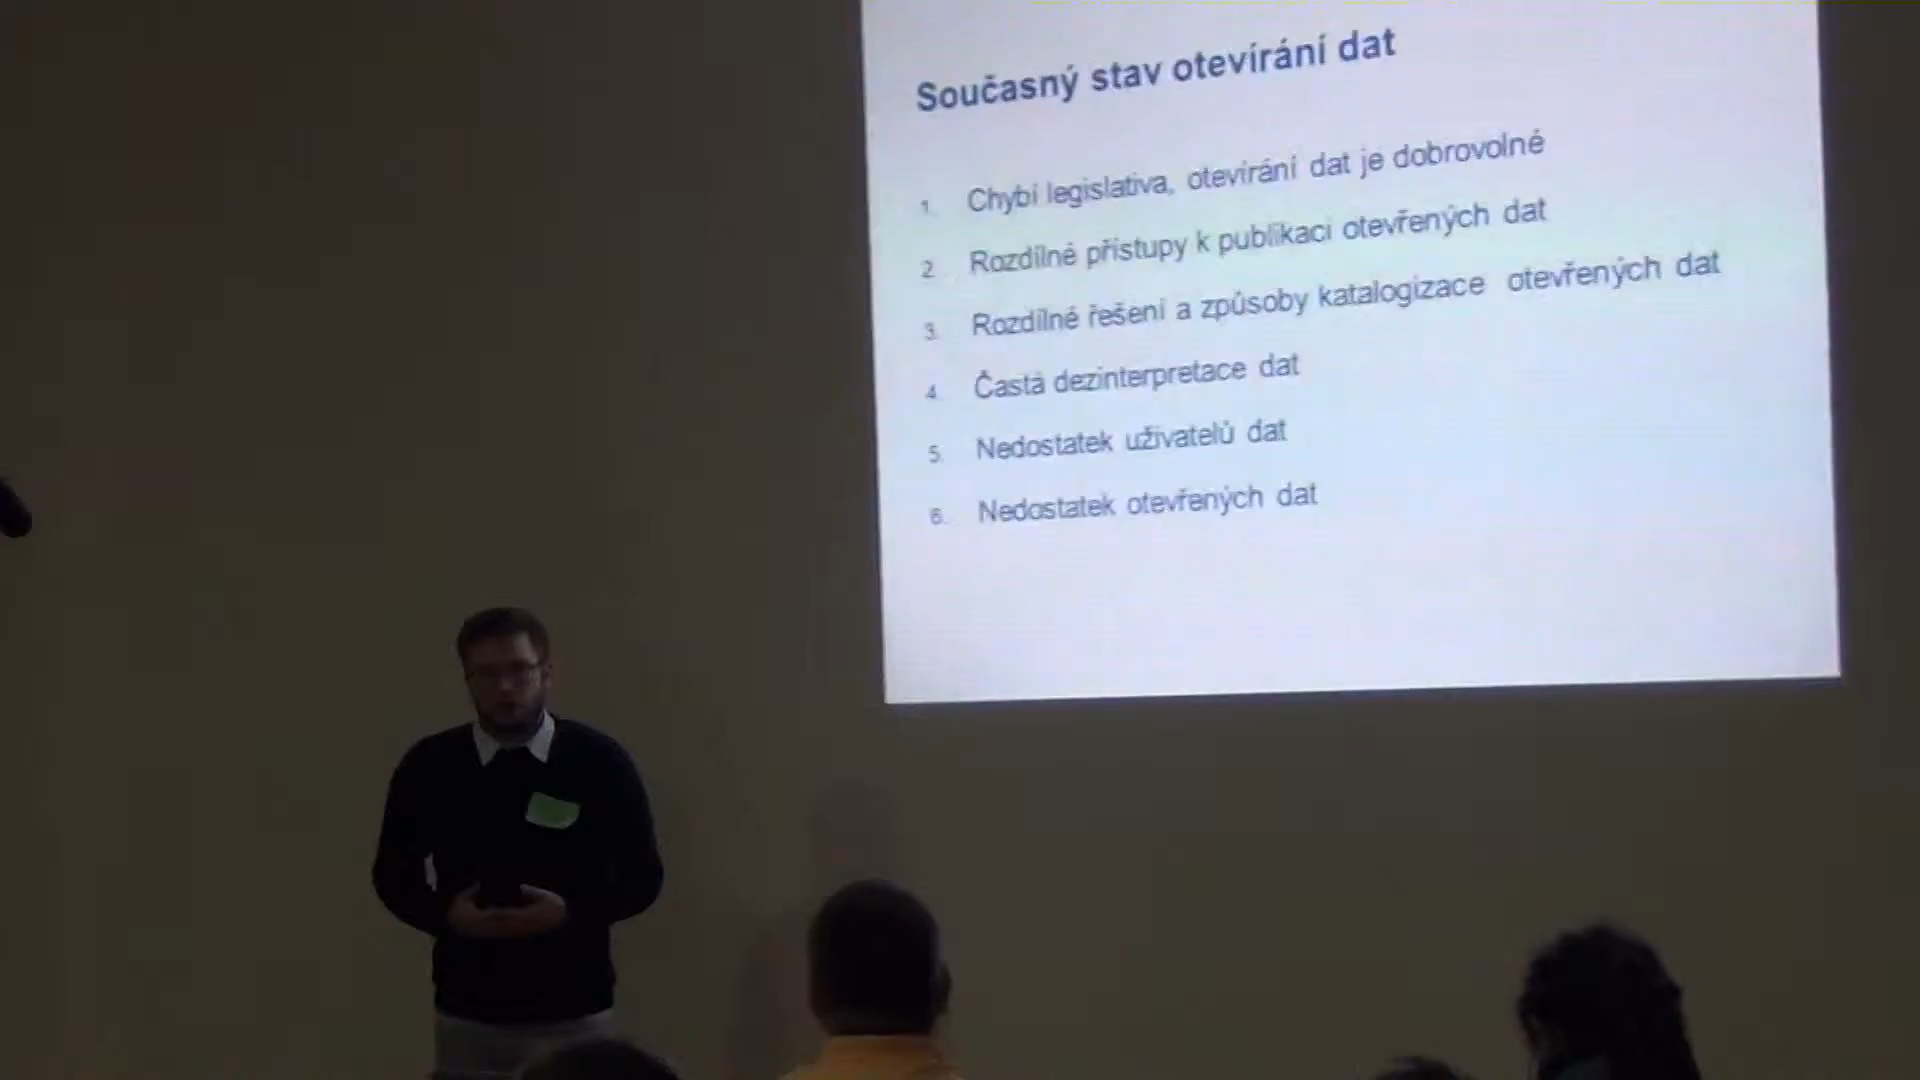 Současný stav otevírání dat
1. Chybí legislativa, otevírání dat je dobrovolné
2. Rozdílné přístupy k publikaci otevřených dat
3. Rozdílné řešení a způsoby katalogizace otevřených dat
4. Častá dezinterpretace dat
5. Nedostatek uživatelů dat
6. Nedostatek otevřených dat